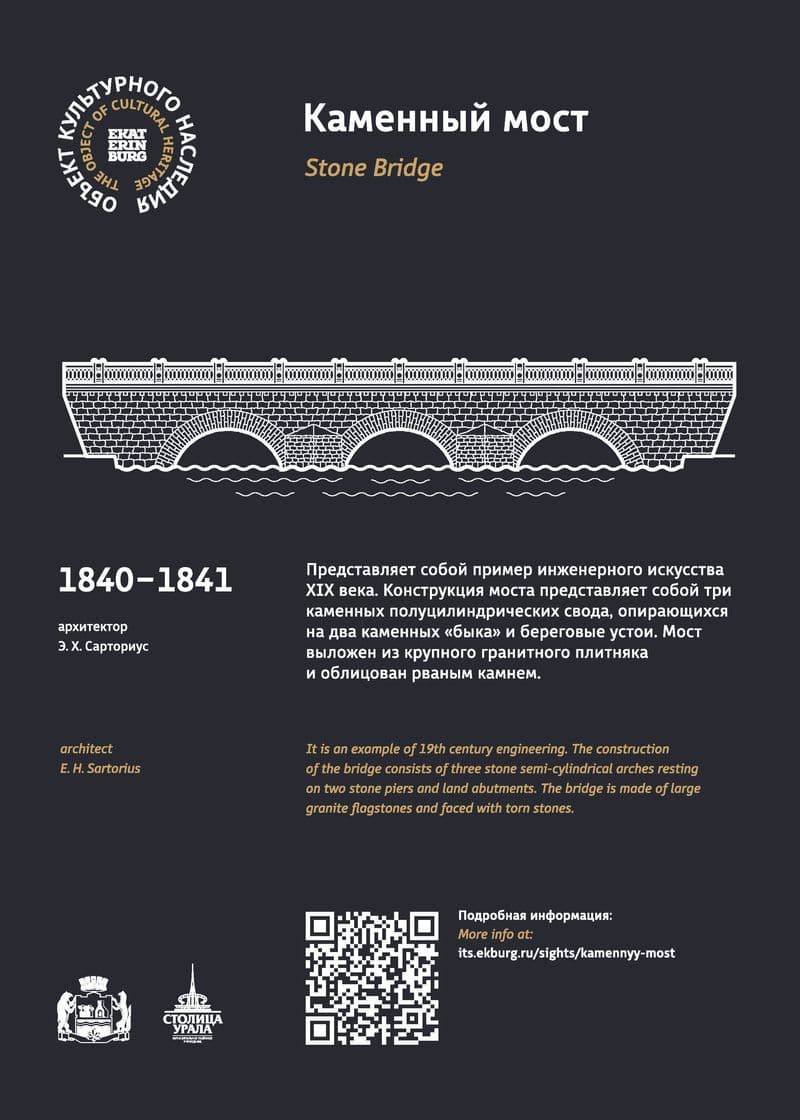 ОБЪЕКТ КУЛЬТУРНОГО НАСЛЕДИЯ
THE OBJECT OF CULTURAL HERITAGE
EKAT
ERIN
BURG
Каменный мост
Stone Bridge
1840–1841
архитектор
Э. Х. Сарториус
Представляет собой пример инженерного искусства
XIX века. Конструкция моста представляет собой три
каменных полуцилиндрических свода, опирающихся
на два каменных «быка» и береговые устои. Мост
выложен из крупного гранитного плитняка
и облицован рваным камнем.
architect
E. H. Sartorius
It is an example of 19th century engineering. The construction
of the bridge consists of three stone semi-cylindrical arches resting
on two stone piers and land abutments. The bridge is made of large
granite flagstones and faced with torn stones.
Подробная информация:
More info at:
its.ekburg.ru/sights/kamennyy-most
СТОЛИЦА
УРАЛА